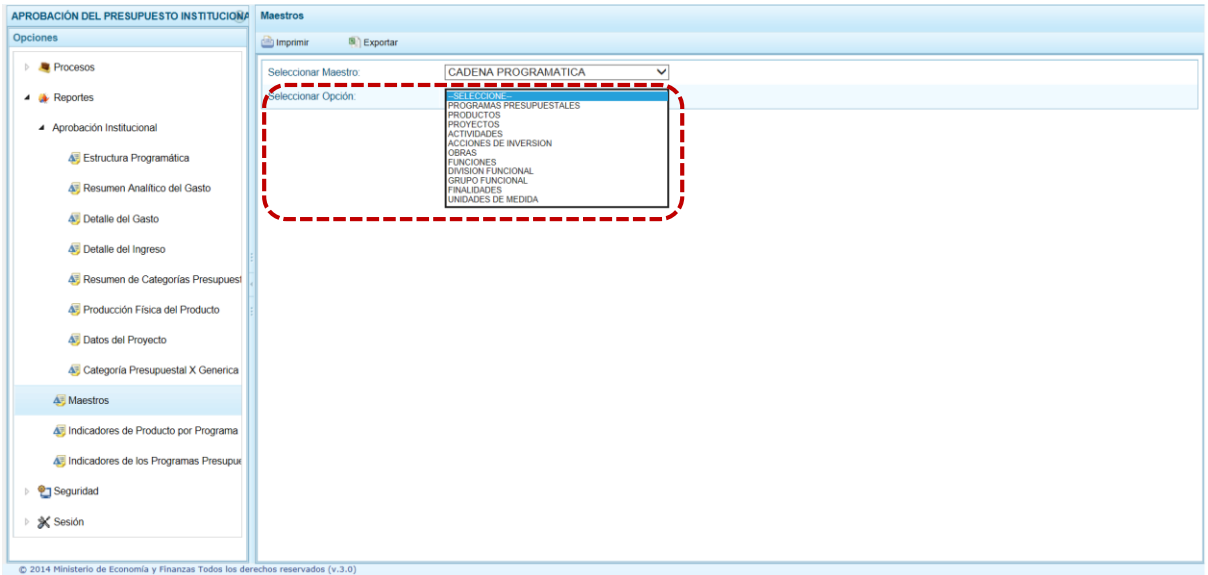 APROBACIÓN DEL PRESUPUESTO INSTITUCIONA
Opciones
Procesos
Reportes
Aprobación Institucional
Estructura Programática
Resumen Analítico del Gasto
Detalle del Gasto
Detalle del Ingreso
Resumen de Categorías Presupuest
Producción Física del Producto
Datos del Proyecto
Categoría Presupuestal X Generica
Maestros
Indicadores de Producto por Programa
Indicadores de los Programas Presupue
Seguridad
Sesión
Maestros
Imprimir Exportar
Seleccionar Maestro: CADENA PROGRAMATICA
Seleccionar Opción: --SELECCIONE--
PROGRAMAS PRESUPUESTALES
PRODUCTOS
PROYECTOS
ACTIVIDADES
ACCIONES DE INVERSION
OBRAS
FUNCIONES
DIVISION FUNCIONAL
GRUPO FUNCIONAL
FINALIDADES
UNIDADES DE MEDIDA
© 2014 Ministerio de Economía y Finanzas Todos los derechos reservados (v.3.0)